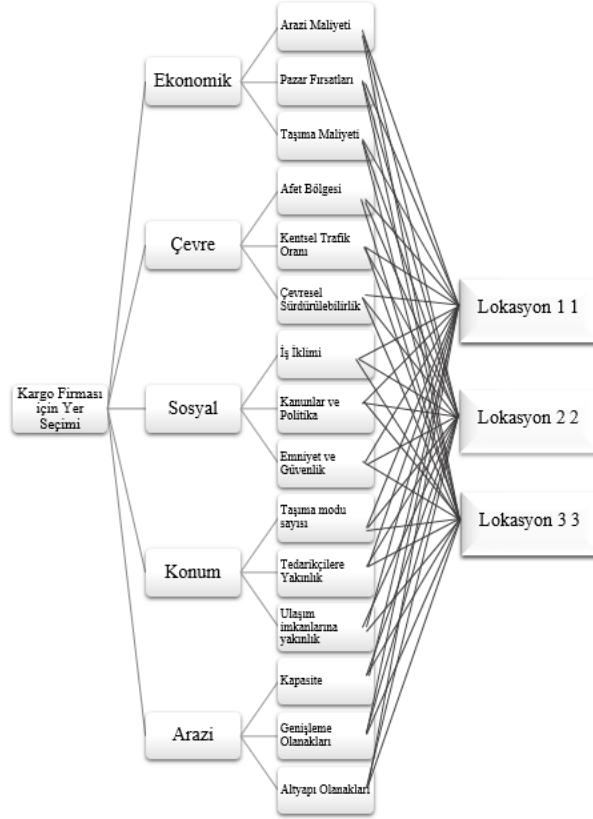 Kargo Firması
için Yer
Seçimi
Ekonomik
Arazi Maliyeti
Pazar Fırsatları
Taşıma Maliyeti
Çevre
Afet Bölgesi
Kentsel Trafik
Oranı
Çevresel
Sürdürülebilirlik
Sosyal
İş İklimi
Kanunlar ve
Politika
Emniyet ve
Güvenlik
Konum
Taşıma modu
sayısı
Tedarikçilere
Yakınlık
Ulaşım
imkanlarına
yakınlık
Arazi
Kapasite
Genişleme
Olanakları
Altyapı Olanakları
Lokasyon 1 1
Lokasyon 2 2
Lokasyon 3 3